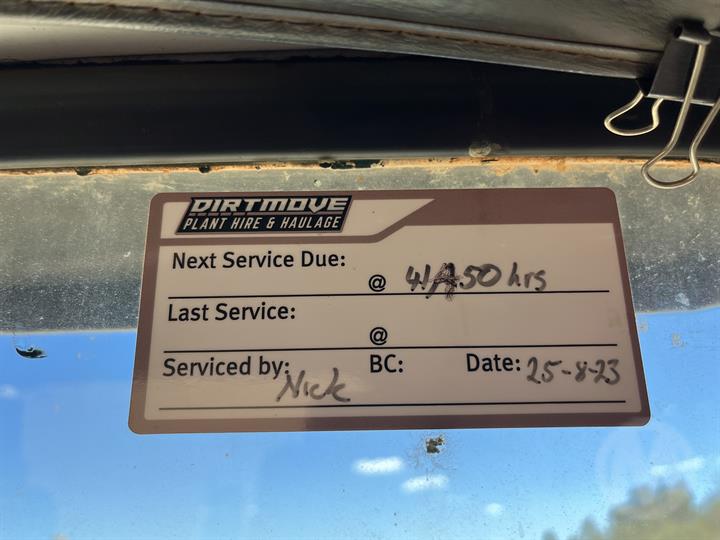 DIRTMOVE
PLANT HIRE & HAULAGE
Next Service Due:
@ hrs
Last Service:
@
Serviced by: Nick BC: Date: 25-8-23